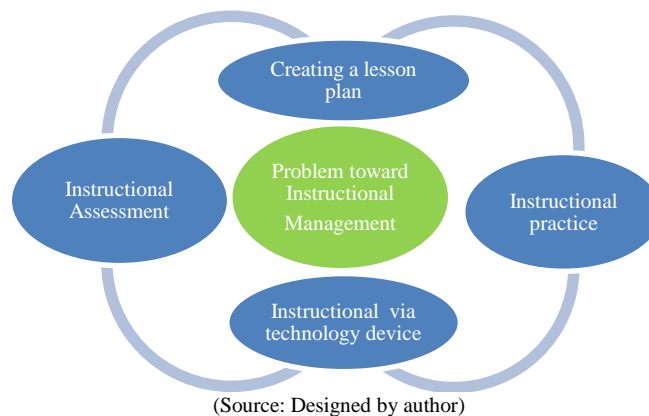 Creating a lesson
plan
Instructional
Assessment
Problem toward
Instructional
Management
Instructional
practice
Instructional via
technology device
(Source: Designed by author)